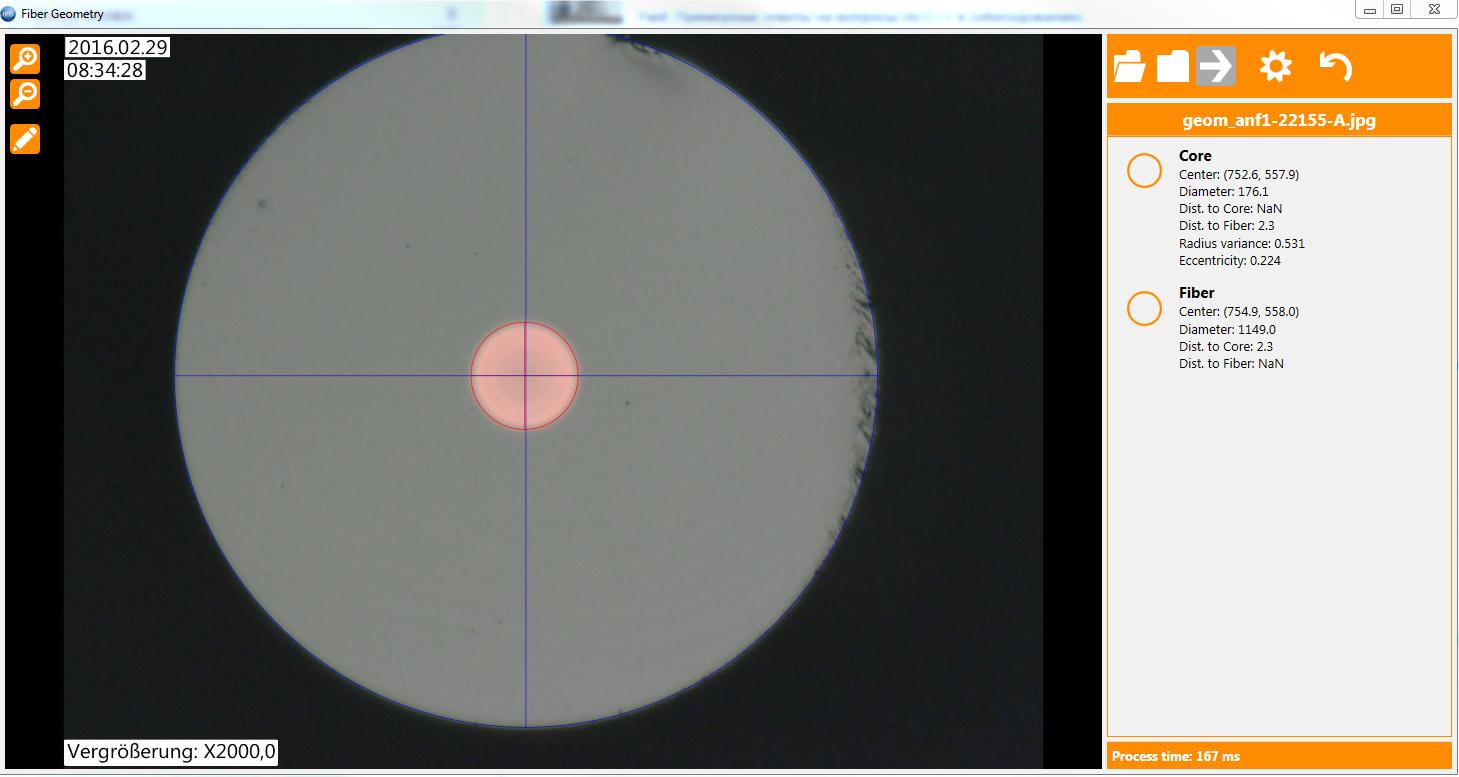 Fiber Geometry
2016.02.29
08:34:28
Vergrößerung: X2000,0
geom_anf1-22155-A.jpg
Core
Center: (752.6, 557.9)
Diameter: 176.1
Dist. to Core: NaN
Dist. to Fiber: 2.3
Radius variance: 0.531
Eccentricity: 0.224
Fiber
Center: (754.9, 558.0)
Diameter: 1149.0
Dist. to Core: 2.3
Dist. to Fiber: NaN
Process time: 167 ms